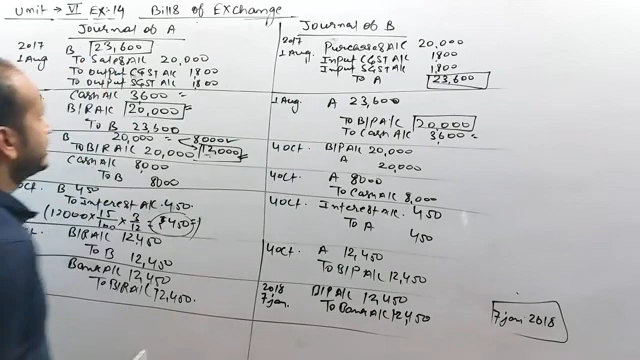 Unit → VI Ex-14 Bills of Exchange
Journal of A
2017 B 23,600
1 Aug To Sales A/c 20,000
To Output CGST A/c 1800
To Output SGST A/c 1800
Cash A/c 3600 =
B/R A/c 20,000 =
To B 23,600
B 20,000 = 8000
To B/R A/c 20,000 12,000 =
Cash A/c 8000
To B 8000
Oct. B 450
To Interest A/c 450
(12000 × 15/100 × 3/12 = ₹450=)
B/R A/c 12,450
To B 12,450
Bank A/c 12,450
To B/R A/c 12,450.
Journal of B
2017
1 Aug. Purchases A/c 20,000
Input CGST A/c 1800
Input SGST A/c 1800
To A 23,600
1 Aug. A 23,600
To B/P A/c 20,000
To Cash A/c 3600 =
4 Oct. B/P A/c 20,000
A 20,000
4 Oct. A 8000
To Cash A/c 8,000
4 Oct. Interest A/c. 450
To A 450
4 Oct. A 12,450
To B/P A/c 12,450
2018
7 Jan. B/P A/c 12,450
To Bank A/c 12,450
7 Jan 2018